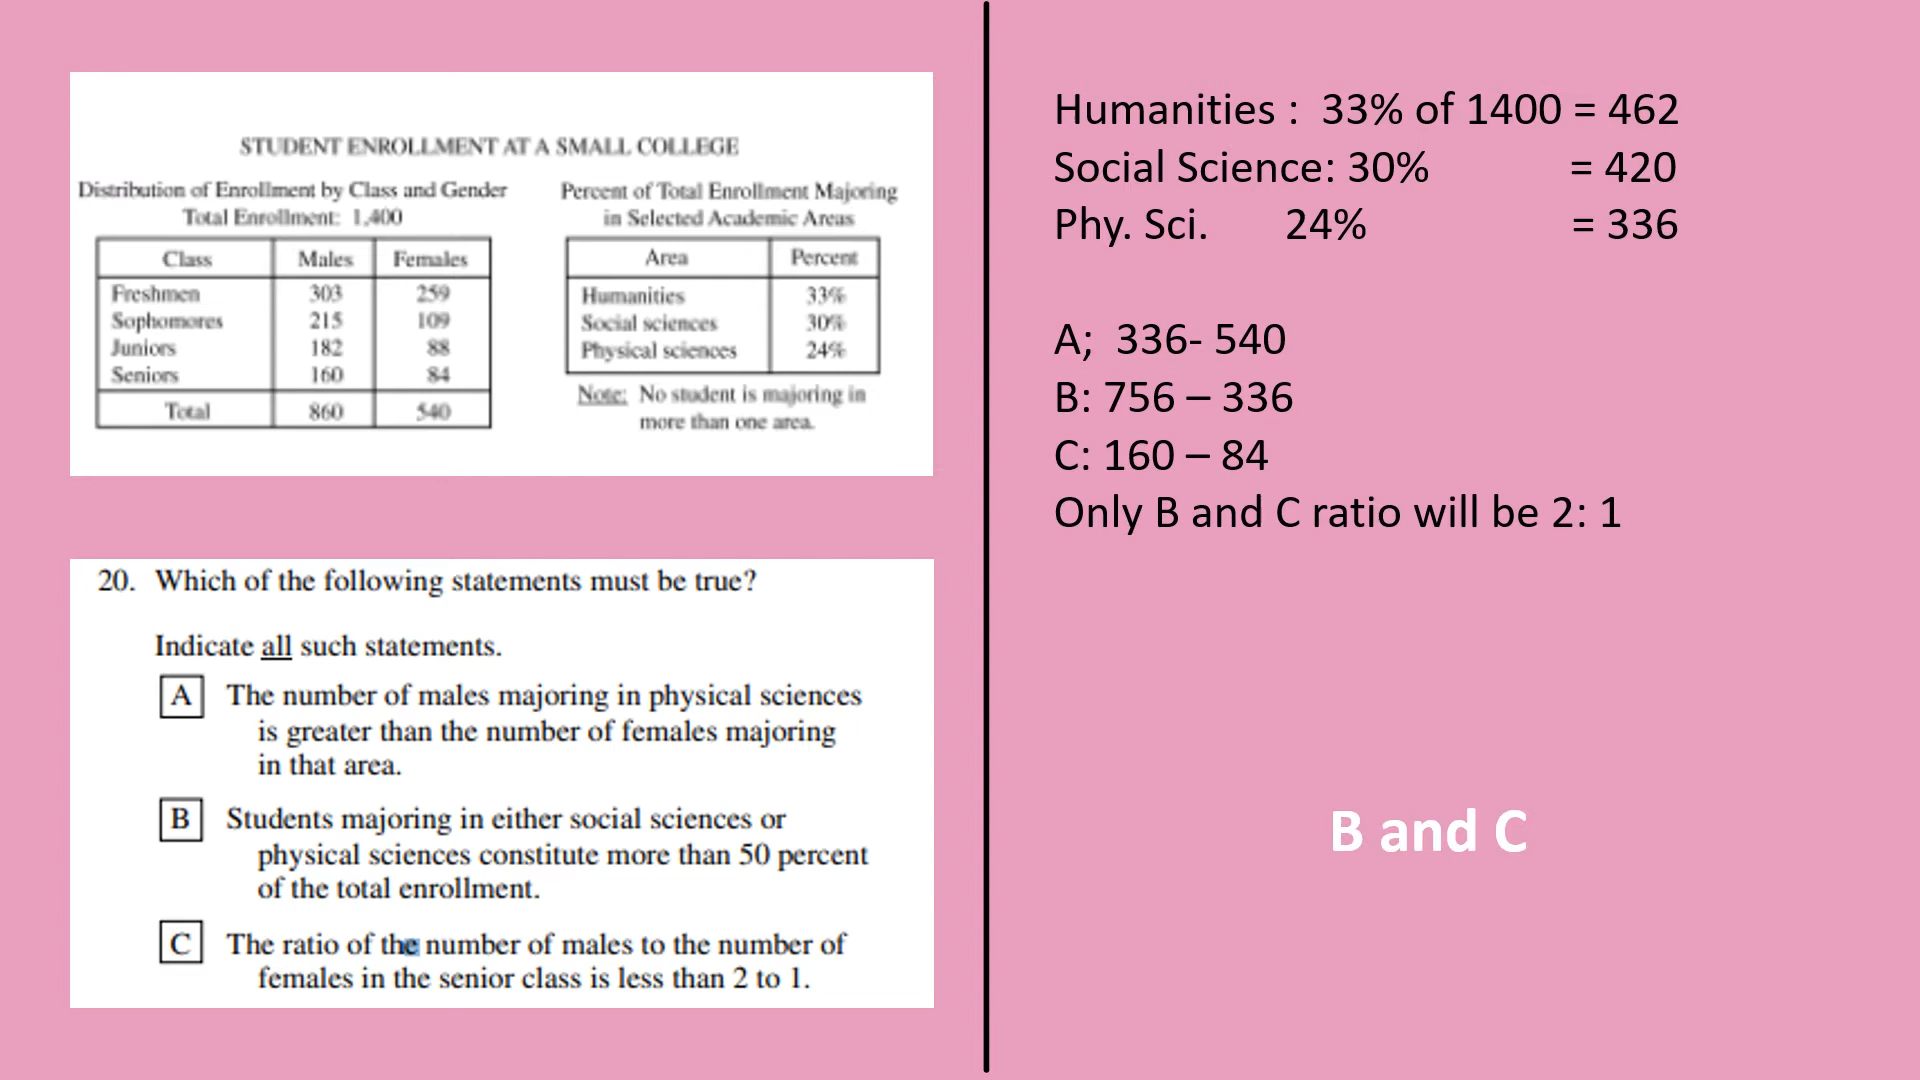 STUDENT ENROLLMENT AT A SMALL COLLEGE
Distribution of Enrollment by Class and Gender
Total Enrollment: 1,400
Class Males Females
Freshmen 303 259
Sophomores 215 109
Juniors 182 88
Seniors 160 84
Total 860 540
Percent of Total Enrollment Majoring
in Selected Academic Areas
Area Percent
Humanities 33%
Social sciences 30%
Physical sciences 24%
Note: No student is majoring in
more than one area.
20. Which of the following statements must be true?
Indicate all such statements.
A The number of males majoring in physical sciences
is greater than the number of females majoring
in that area.
B Students majoring in either social sciences or
physical sciences constitute more than 50 percent
of the total enrollment.
C The ratio of the number of males to the number of
females in the senior class is less than 2 to 1.
Humanities : 33% of 1400 = 462
Social Science: 30% = 420
Phy. Sci. 24% = 336
A; 336- 540
B: 756 – 336
C: 160 – 84
Only B and C ratio will be 2: 1
B and C